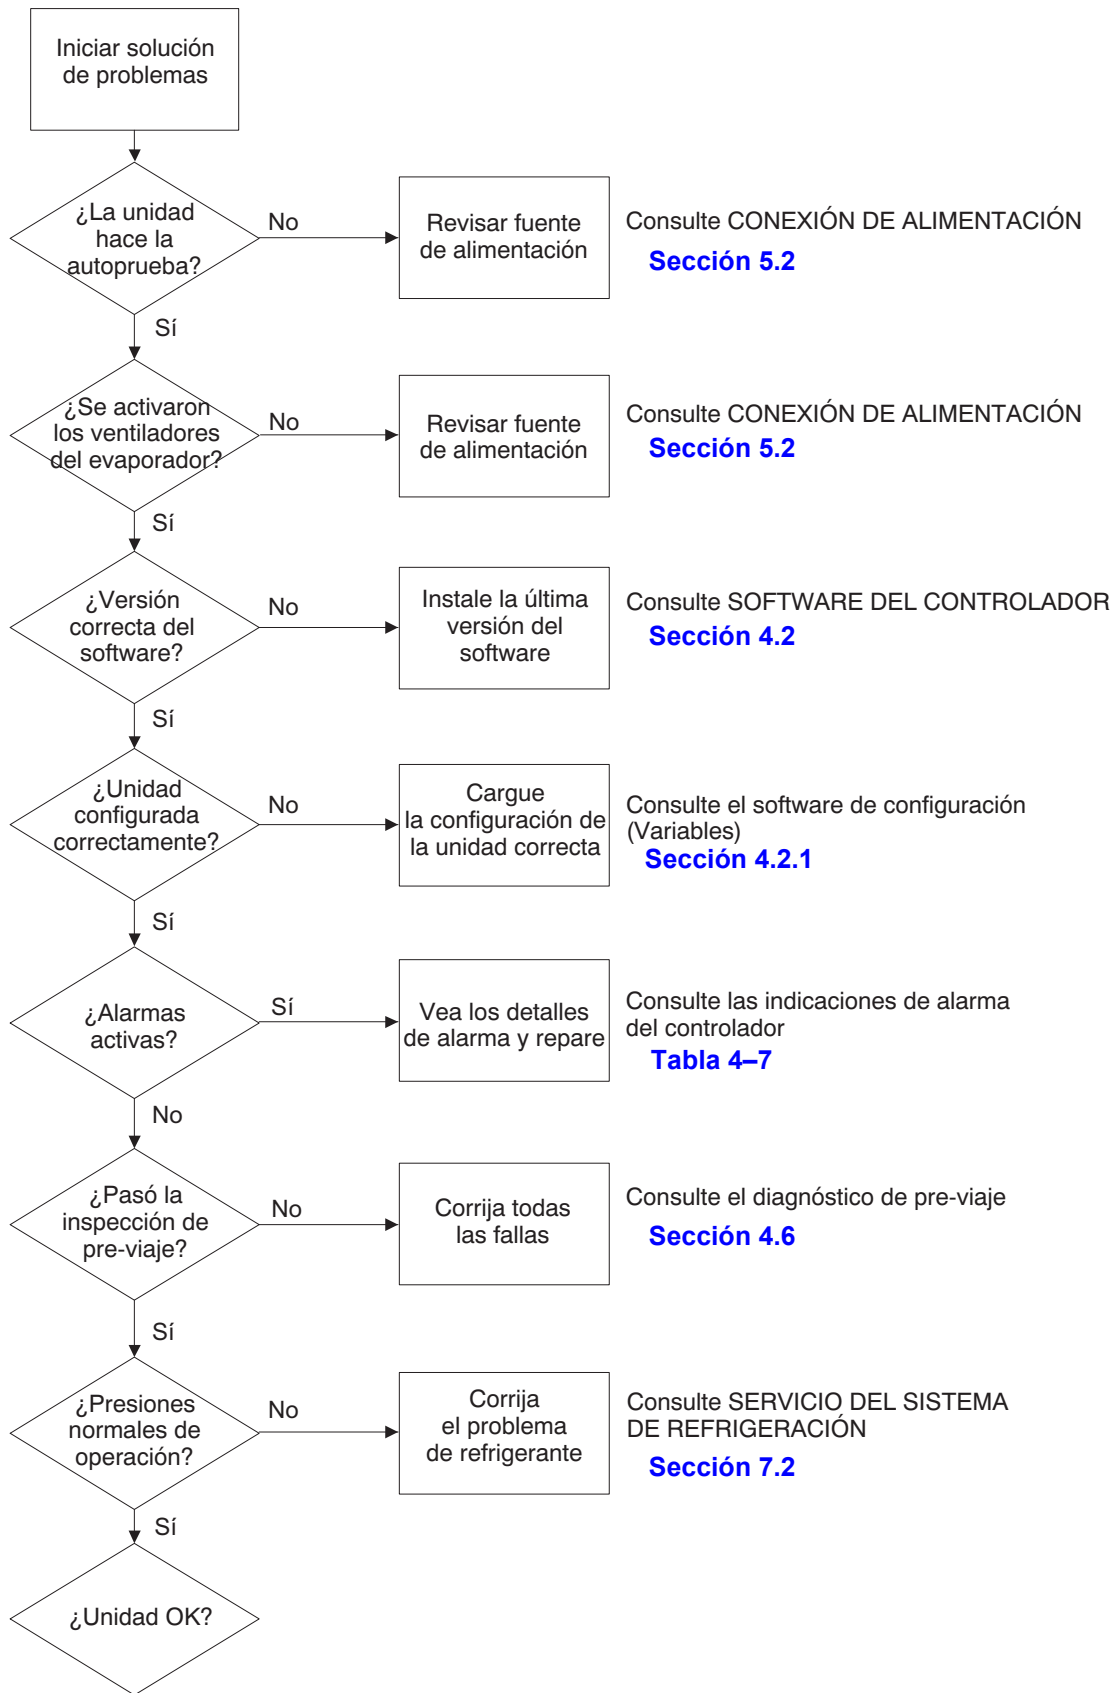 Iniciar solución
de problemas
¿La unidad
hace la
autoprueba?
No
Revisar fuente
de alimentación
Consulte CONEXIÓN DE ALIMENTACIÓN
Sección 5.2
Sí
¿Se activaron
los ventiladores
del evaporador?
No
Revisar fuente
de alimentación
Consulte CONEXIÓN DE ALIMENTACIÓN
Sección 5.2
Sí
¿Versión
correcta del
software?
No
Instale la última
versión del
software
Consulte SOFTWARE DEL CONTROLADOR
Sección 4.2
Sí
¿Unidad
configurada
correctamente?
No
Cargue
la configuración de
la unidad correcta
Consulte el software de configuración
(Variables)
Sección 4.2.1
Sí
¿Alarmas
activas?
Sí
Vea los detalles
de alarma y repare
Consulte las indicaciones de alarma
del controlador
Tabla 4–7
No
¿Pasó la
inspección de
pre-viaje?
No
Corrija todas
las fallas
Consulte el diagnóstico de pre-viaje
Sección 4.6
Sí
¿Presiones
normales de
operación?
No
Corrija
el problema
de refrigerante
Consulte SERVICIO DEL SISTEMA
DE REFRIGERACIÓN
Sección 7.2
Sí
¿Unidad OK?